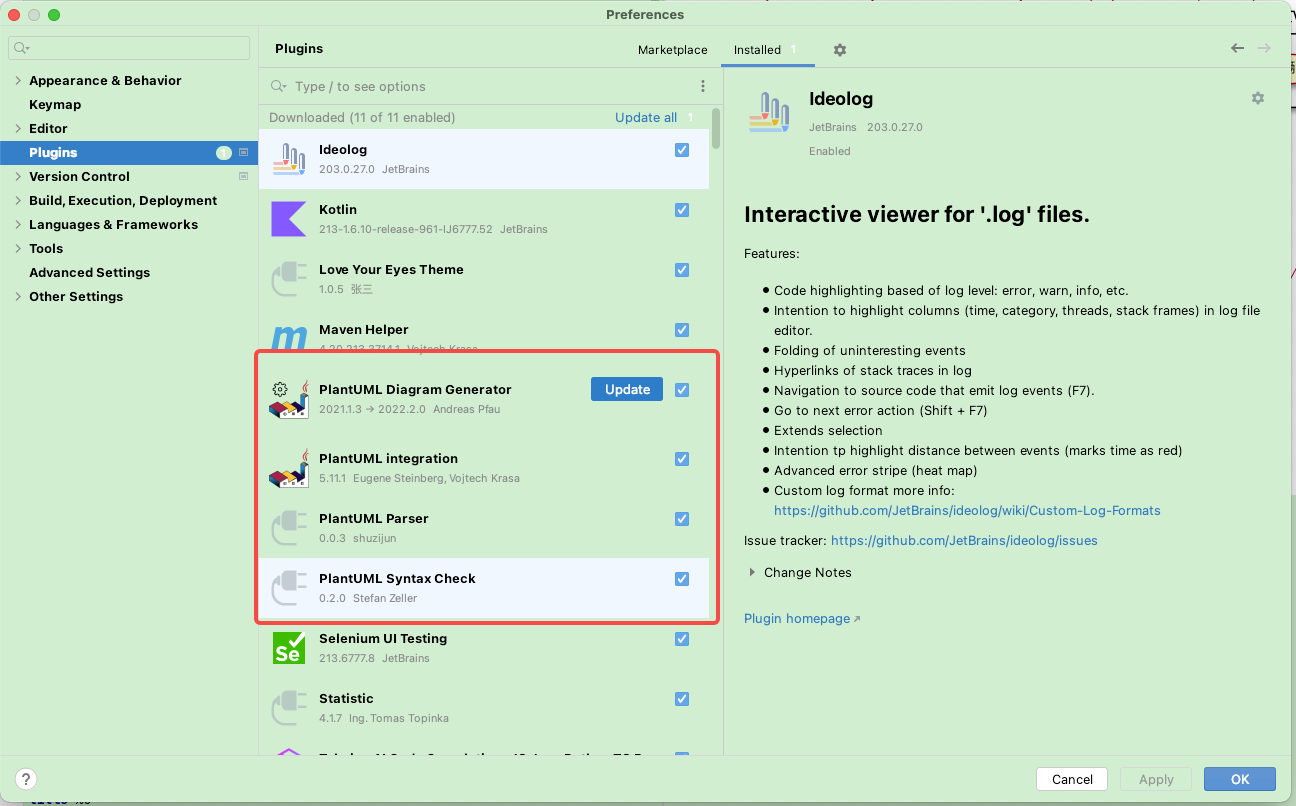 Preferences
Plugins
Marketplace
Installed 1
Appearance & Behavior
Keymap
Editor
Plugins 1
Version Control
Build, Execution, Deployment
Languages & Frameworks
Tools
Advanced Settings
Other Settings
Type / to see options
Downloaded (11 of 11 enabled)
Update all 1
Ideolog
203.0.27.0 JetBrains
Kotlin
213-1.6.10-release-961-IJ6777.52 JetBrains
Love Your Eyes Theme
1.0.5 张三
Maven Helper
4.20.213.3714.1 Vojtech Krasa
PlantUML Diagram Generator
Update
2021.1.3 → 2022.2.0 Andreas Pfau
PlantUML integration
5.11.1 Eugene Steinberg, Vojtech Krasa
PlantUML Parser
0.0.3 shuzijun
PlantUML Syntax Check
0.2.0 Stefan Zeller
Se
Selenium UI Testing
213.6777.8 JetBrains
Statistic
4.1.7 Ing. Tomas Topinka
Ideolog
JetBrains 203.0.27.0
Enabled
Interactive viewer for '.log' files.
Features:
• Code highlighting based of log level: error, warn, info, etc.
• Intention to highlight columns (time, category, threads, stack frames) in log file
editor.
• Folding of uninteresting events
• Hyperlinks of stack traces in log
• Navigation to source code that emit log events (F7).
• Go to next error action (Shift + F7)
• Extends selection
• Intention tp highlight distance between events (marks time as red)
• Advanced error stripe (heat map)
• Custom log format more info:
https://github.com/JetBrains/ideolog/wiki/Custom-Log-Formats
Issue tracker: https://github.com/JetBrains/ideolog/issues
Change Notes
Plugin homepage
?
Cancel
Apply
OK